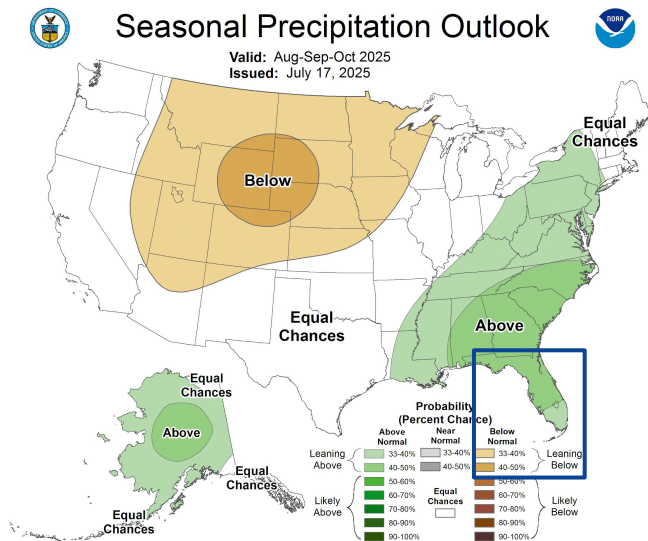 Seasonal Precipitation Outlook
NOAA
Valid: Aug-Sep-Oct 2025
Issued: July 17, 2025
Equal
Chances
Below
Equal
Chances
Above
Equal
Chances
Above
Equal
Chances
Equal
Chances
Probability
(Percent Chance)
Above
Normal
Near
Normal
Below
Normal
Leaning
Above
33-40%
33-40%
33-40%
Leaning
Below
40-50%
40-50%
40-50%
Likely
Above
50-60%
50-60%
Likely
Below
60-70%
Equal
Chances
60-70%
70-80%
70-80%
80-90%
80-90%
90-100%
90-100%